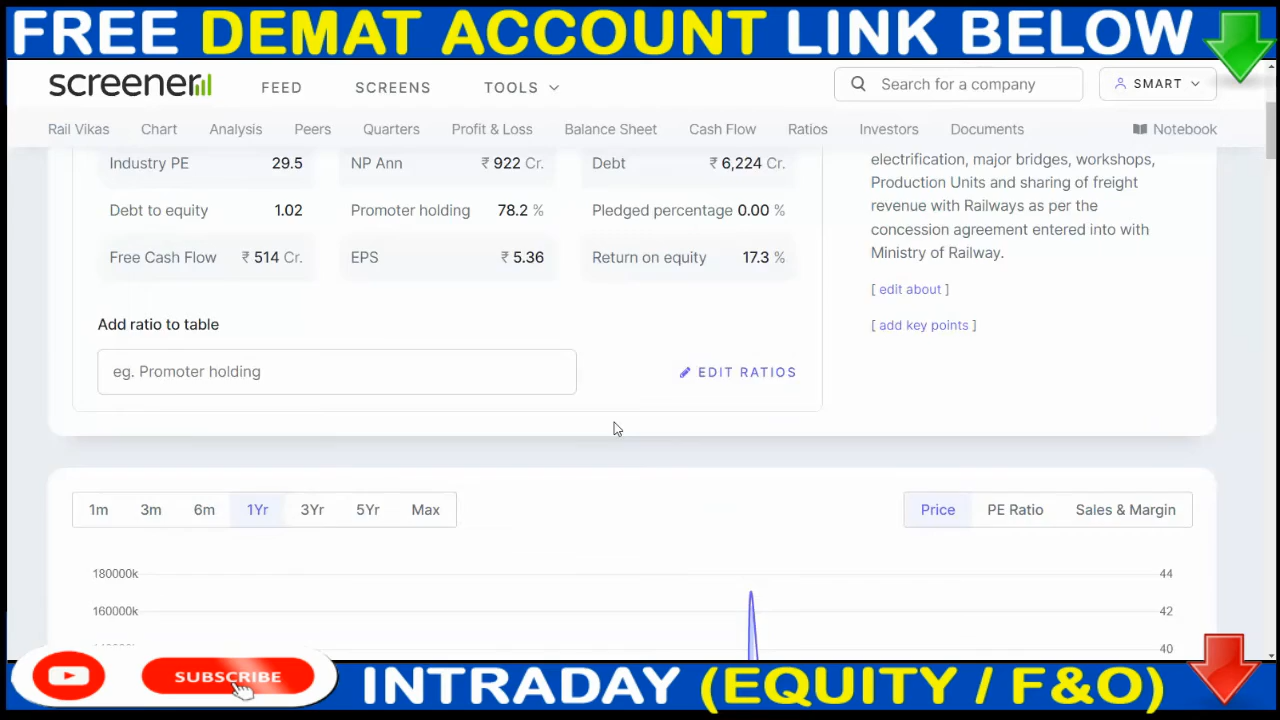 FREE DEMAT ACCOUNT LINK BELOW
screener
FEED
SCREENS
TOOLS
Search for a company
SMART
Rail Vikas
Chart
Analysis
Peers
Quarters
Profit & Loss
Balance Sheet
Cash Flow
Ratios
Investors
Documents
Notebook
Industry PE 29.5
NP Ann ₹ 922 Cr.
Debt ₹ 6,224 Cr.
Debt to equity 1.02
Promoter holding 78.2 %
Pledged percentage 0.00 %
Free Cash Flow ₹ 514 Cr.
EPS ₹ 5.36
Return on equity 17.3 %
electrification, major bridges, workshops,
Production Units and sharing of freight
revenue with Railways as per the
concession agreement entered into with
Ministry of Railway.
[ edit about ]
[ add key points ]
Add ratio to table
eg. Promoter holding
EDIT RATIOS
1m 3m 6m 1Yr 3Yr 5Yr Max
Price PE Ratio Sales & Margin
180000k
44
160000k
42
40
SUBSCRIBE
INTRADAY (EQUITY / F&O)